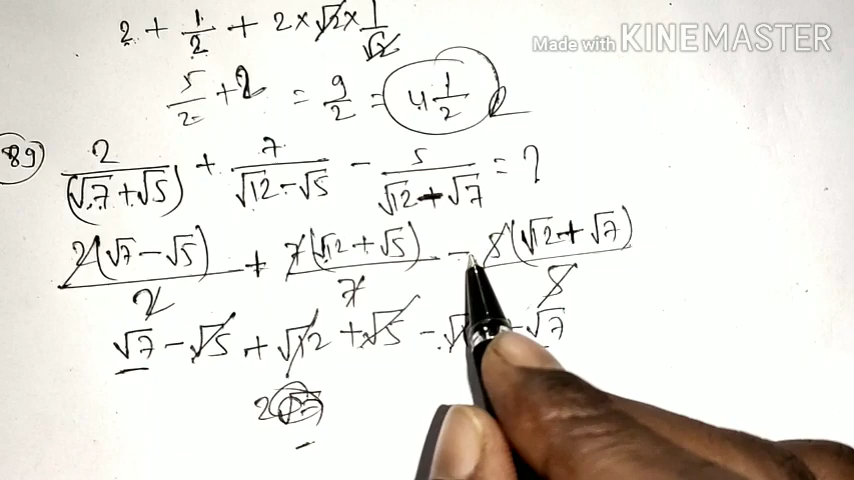 Made with KINEMASTER
2 + 1/2 + 2 × √2 × 1/√2
5/2 + 2 = 9/2 = 4 1/2
89 2/(√7 + √5) + 7/(√12 - √5) - 5/(√12 + √7) = ?
2(√7 - √5)/2 + 7(√12 + √5)/7 - 5(√12 + √7)/5
√7 - √5 + √12 + √5 - - √7
2